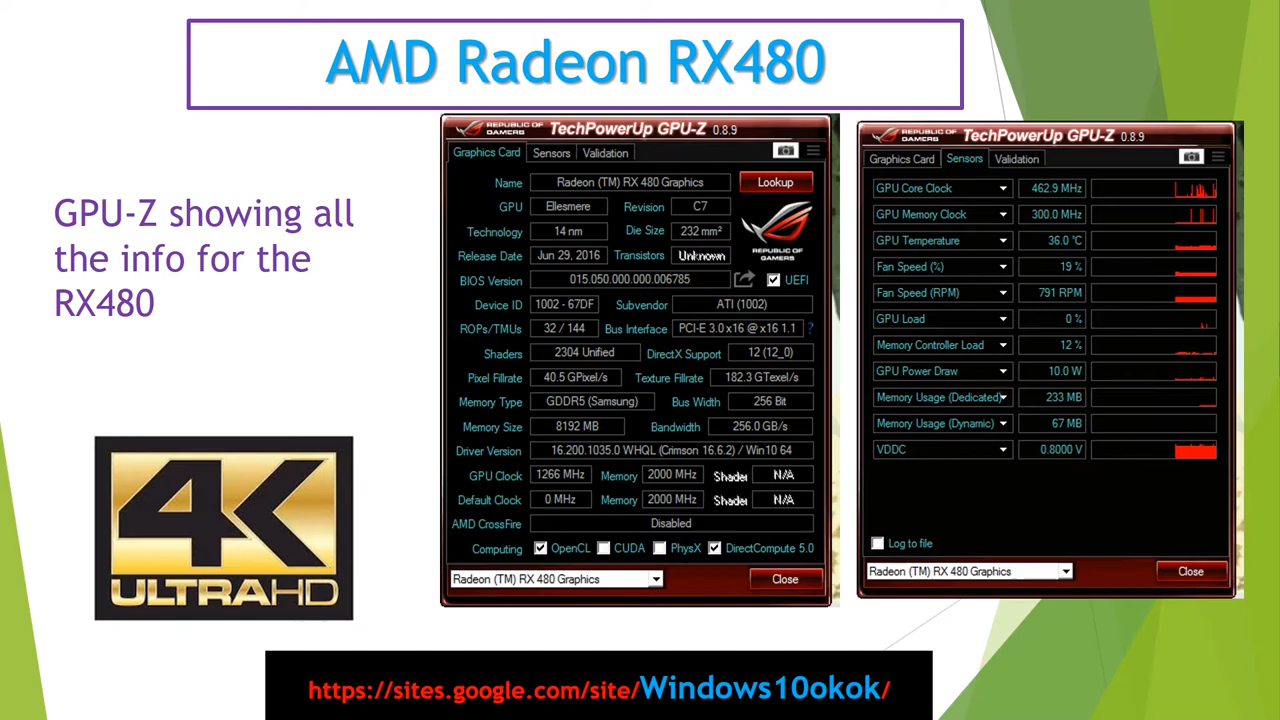 AMD Radeon RX480
GPU-Z showing all
the info for the
RX480
4K
ULTRAHD
REPUBLIC OF
GAMERS
TechPowerUp GPU-Z 0.8.9
Graphics Card Sensors Validation
Name Radeon (TM) RX 480 Graphics Lookup
GPU Ellesmere Revision C7
Technology 14 nm Die Size 232 mm²
REPUBLIC OF
GAMERS
Release Date Jun 29, 2016 Transistors Unknown
BIOS Version 015.050.000.000.006785 UEFI
Device ID 1002 - 67DF Subvendor ATI (1002)
ROPs/TMUs 32 / 144 Bus Interface PCI-E 3.0 x16 @ x16 1.1 ?
Shaders 2304 Unified DirectX Support 12 (12_0)
Pixel Fillrate 40.5 GPixel/s Texture Fillrate 182.3 GTexel/s
Memory Type GDDR5 (Samsung) Bus Width 256 Bit
Memory Size 8192 MB Bandwidth 256.0 GB/s
Driver Version 16.200.1035.0 WHQL (Crimson 16.6.2) / Win10 64
GPU Clock 1266 MHz Memory 2000 MHz Shader N/A
Default Clock 0 MHz Memory 2000 MHz Shader N/A
AMD CrossFire Disabled
Computing OpenCL CUDA PhysX DirectCompute 5.0
Radeon (TM) RX 480 Graphics Close
REPUBLIC OF
GAMERS
TechPowerUp GPU-Z 0.8.9
Graphics Card Sensors Validation
GPU Core Clock 462.9 MHz
GPU Memory Clock 300.0 MHz
GPU Temperature 36.0 °C
Fan Speed (%) 19 %
Fan Speed (RPM) 791 RPM
GPU Load 0 %
Memory Controller Load 12 %
GPU Power Draw 10.0 W
Memory Usage (Dedicated) 233 MB
Memory Usage (Dynamic) 67 MB
VDDC 0.8000 V
Log to file
Radeon (TM) RX 480 Graphics Close
https://sites.google.com/site/Windows10okok/